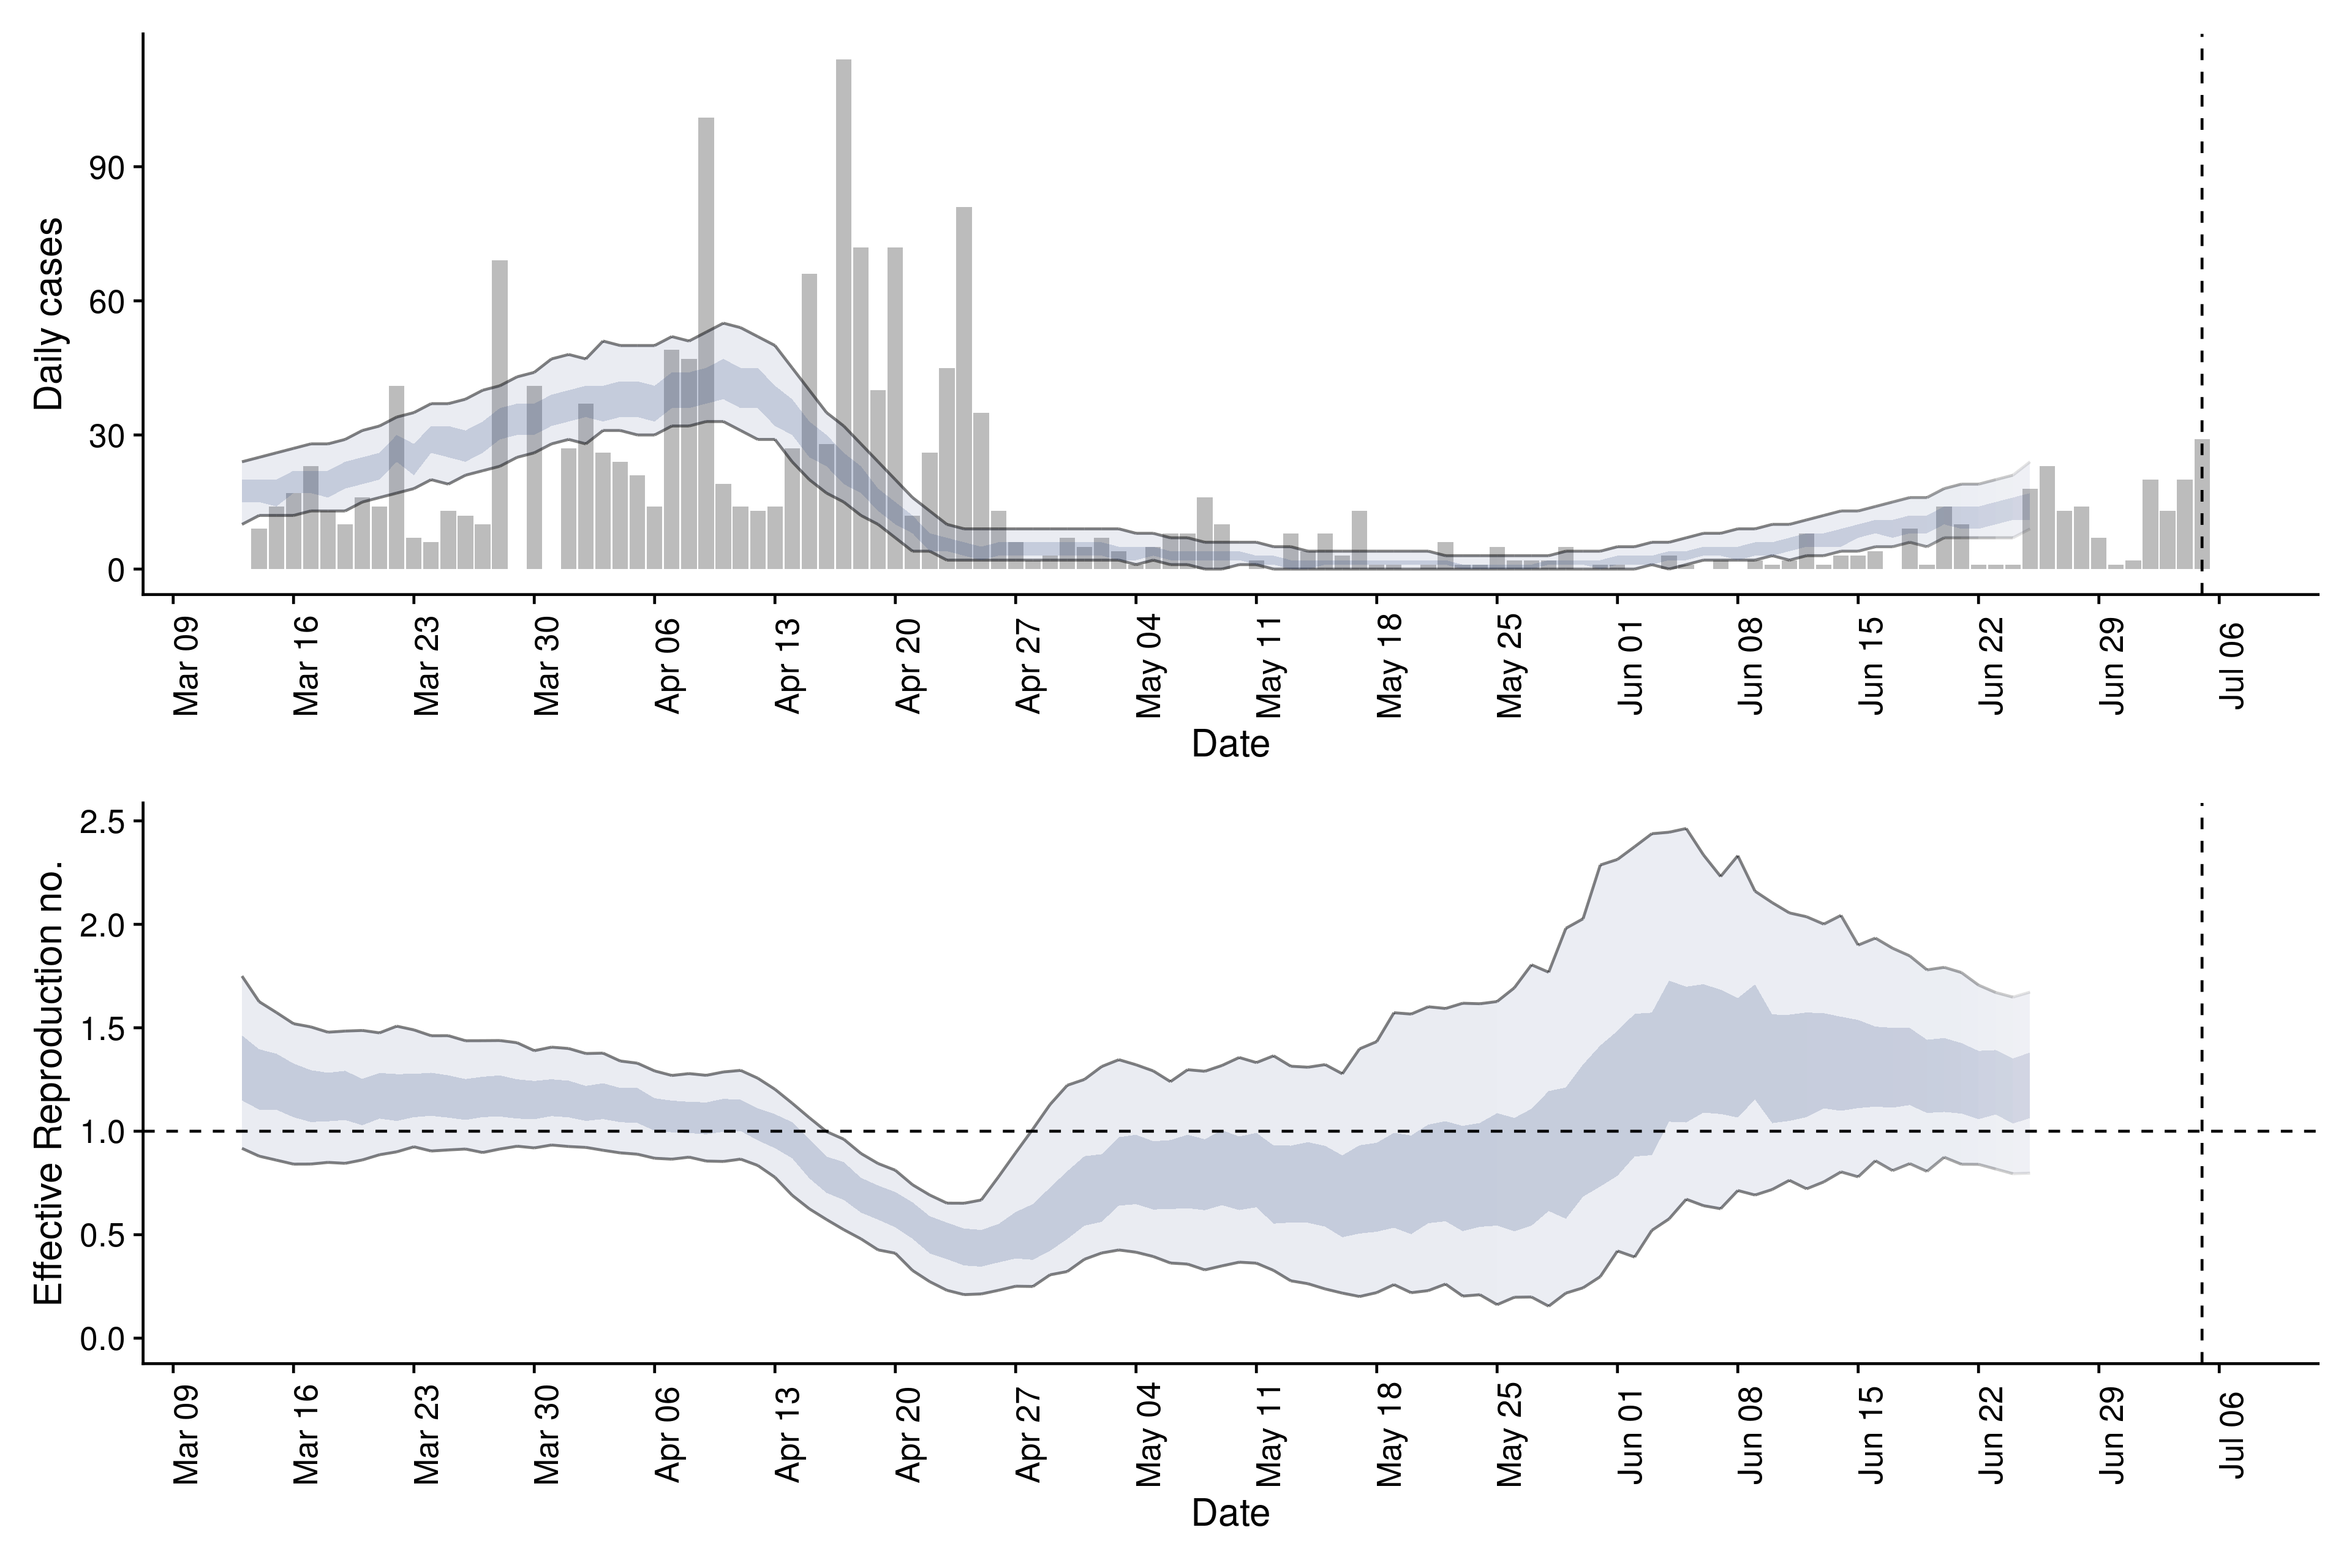 Daily cases
90
60
30
0
Mar 09
Mar 16
Mar 23
Mar 30
Apr 06
Apr 13
Apr 20
Apr 27
May 04
May 11
May 18
May 25
Jun 01
Jun 08
Jun 15
Jun 22
Jun 29
Jul 06
Date
Effective Reproduction no.
2.5
2.0
1.5
1.0
0.5
0.0
Mar 09
Mar 16
Mar 23
Mar 30
Apr 06
Apr 13
Apr 20
Apr 27
May 04
May 11
May 18
May 25
Jun 01
Jun 08
Jun 15
Jun 22
Jun 29
Jul 06
Date